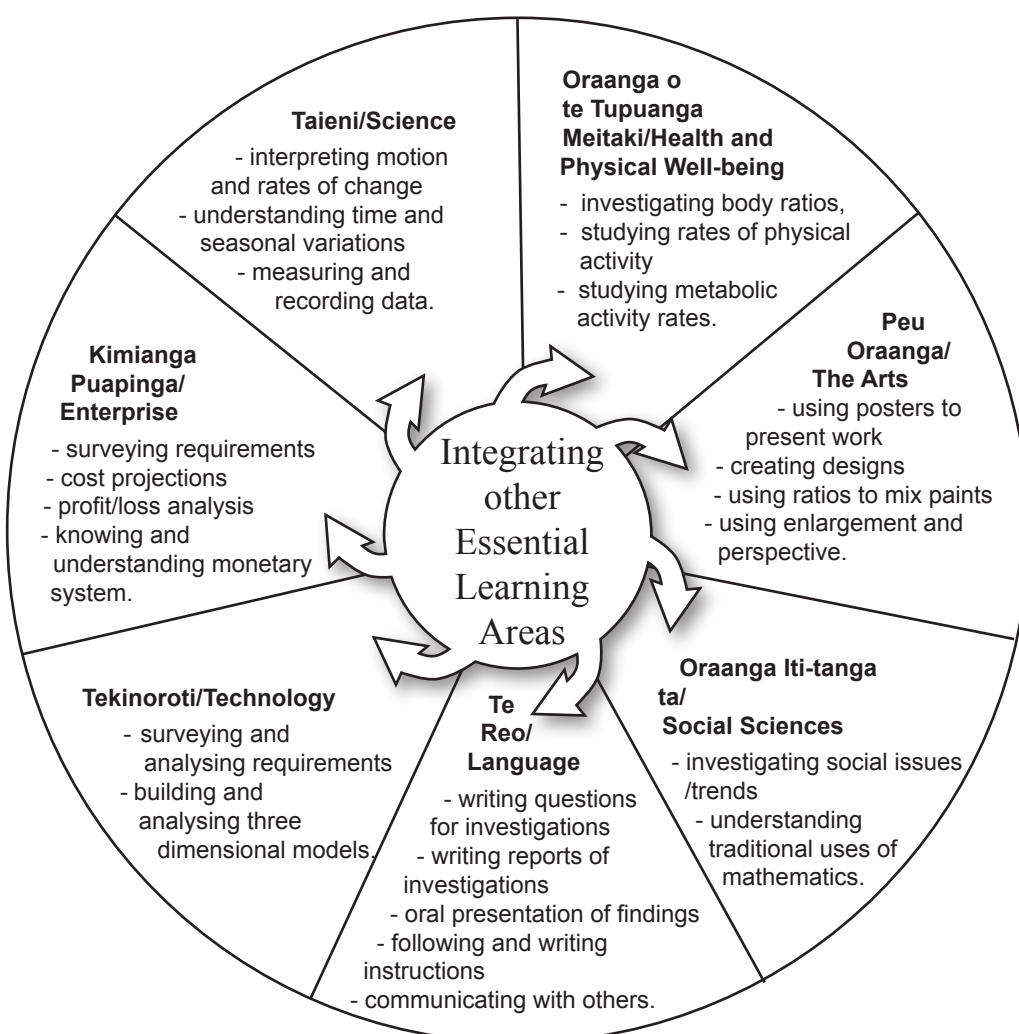 Taieni/Science
- interpreting motion
and rates of change
- understanding time and
seasonal variations
- measuring and
recording data.
Oraanga o
te Tupuanga
Meitaki/Health and
Physical Well-being
- investigating body ratios,
- studying rates of physical
activity
- studying metabolic
activity rates.
Peu
Oraanga/
The Arts
- using posters to
present work
- creating designs
- using ratios to mix paints
- using enlargement and
perspective.
Oraanga Iti-tanga
ta/
Social Sciences
- investigating social issues
/trends
- understanding
traditional uses of
mathematics.
Te
Reo/
Language
- writing questions
for investigations
- writing reports of
investigations
- oral presentation of findings
- following and writing
instructions
- communicating with others.
Tekinoroti/Technology
- surveying and
analysing requirements
- building and
analysing three
dimensional models.
Kimianga
Puapinga/
Enterprise
- surveying requirements
- cost projections
- profit/loss analysis
- knowing and
understanding monetary
system.
Integrating
other
Essential
Learning
Areas